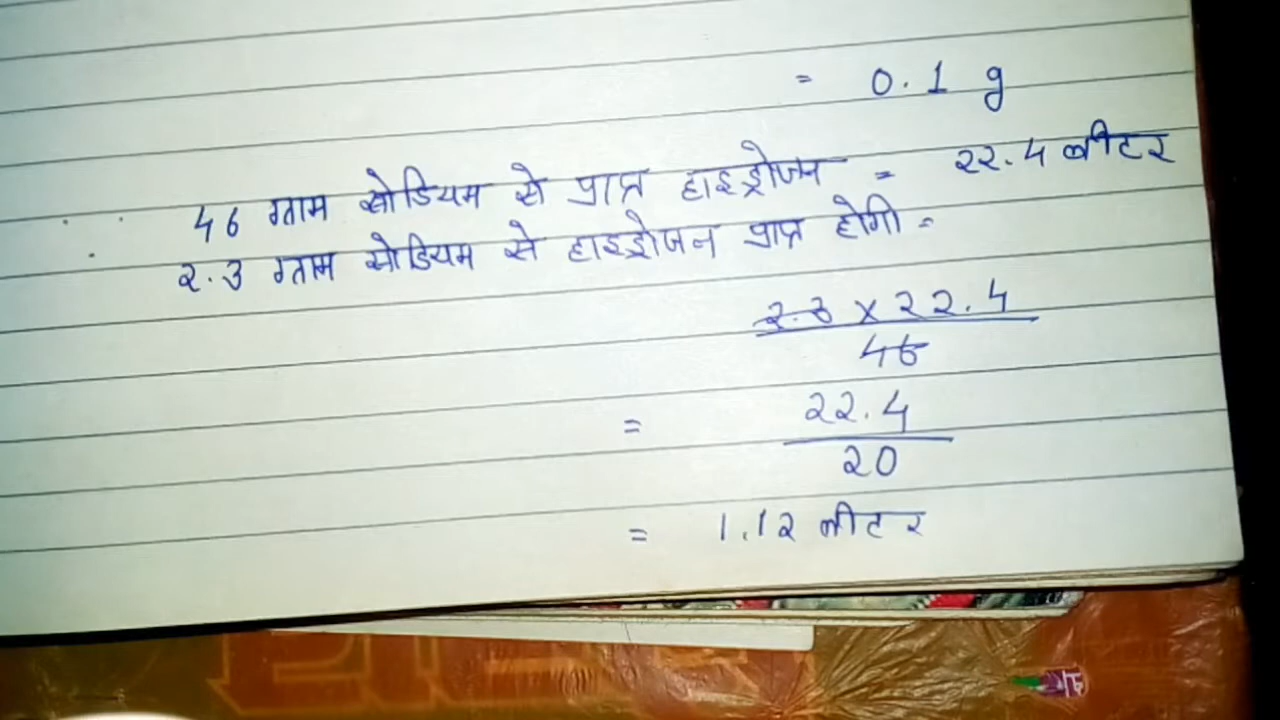 = 0.1 g
46 ग्राम सोडियम से प्राप्त हाइड्रोजन = 22.4 लीटर
2.3 ग्राम सोडियम से हाइड्रोजन प्राप्त होगी =
2.3 x 22.4
46
= 22.4
20
= 1.12 लीटर